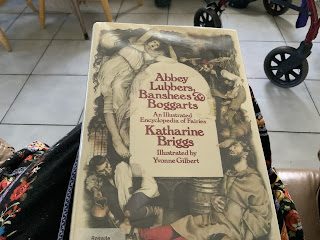 Abbey
Lubbers,
Banshees &
Boggarts
An Illustrated
Encyclopedia of Fairies
Katharine
Briggs
Illustrated by
Yvonne Gilbert